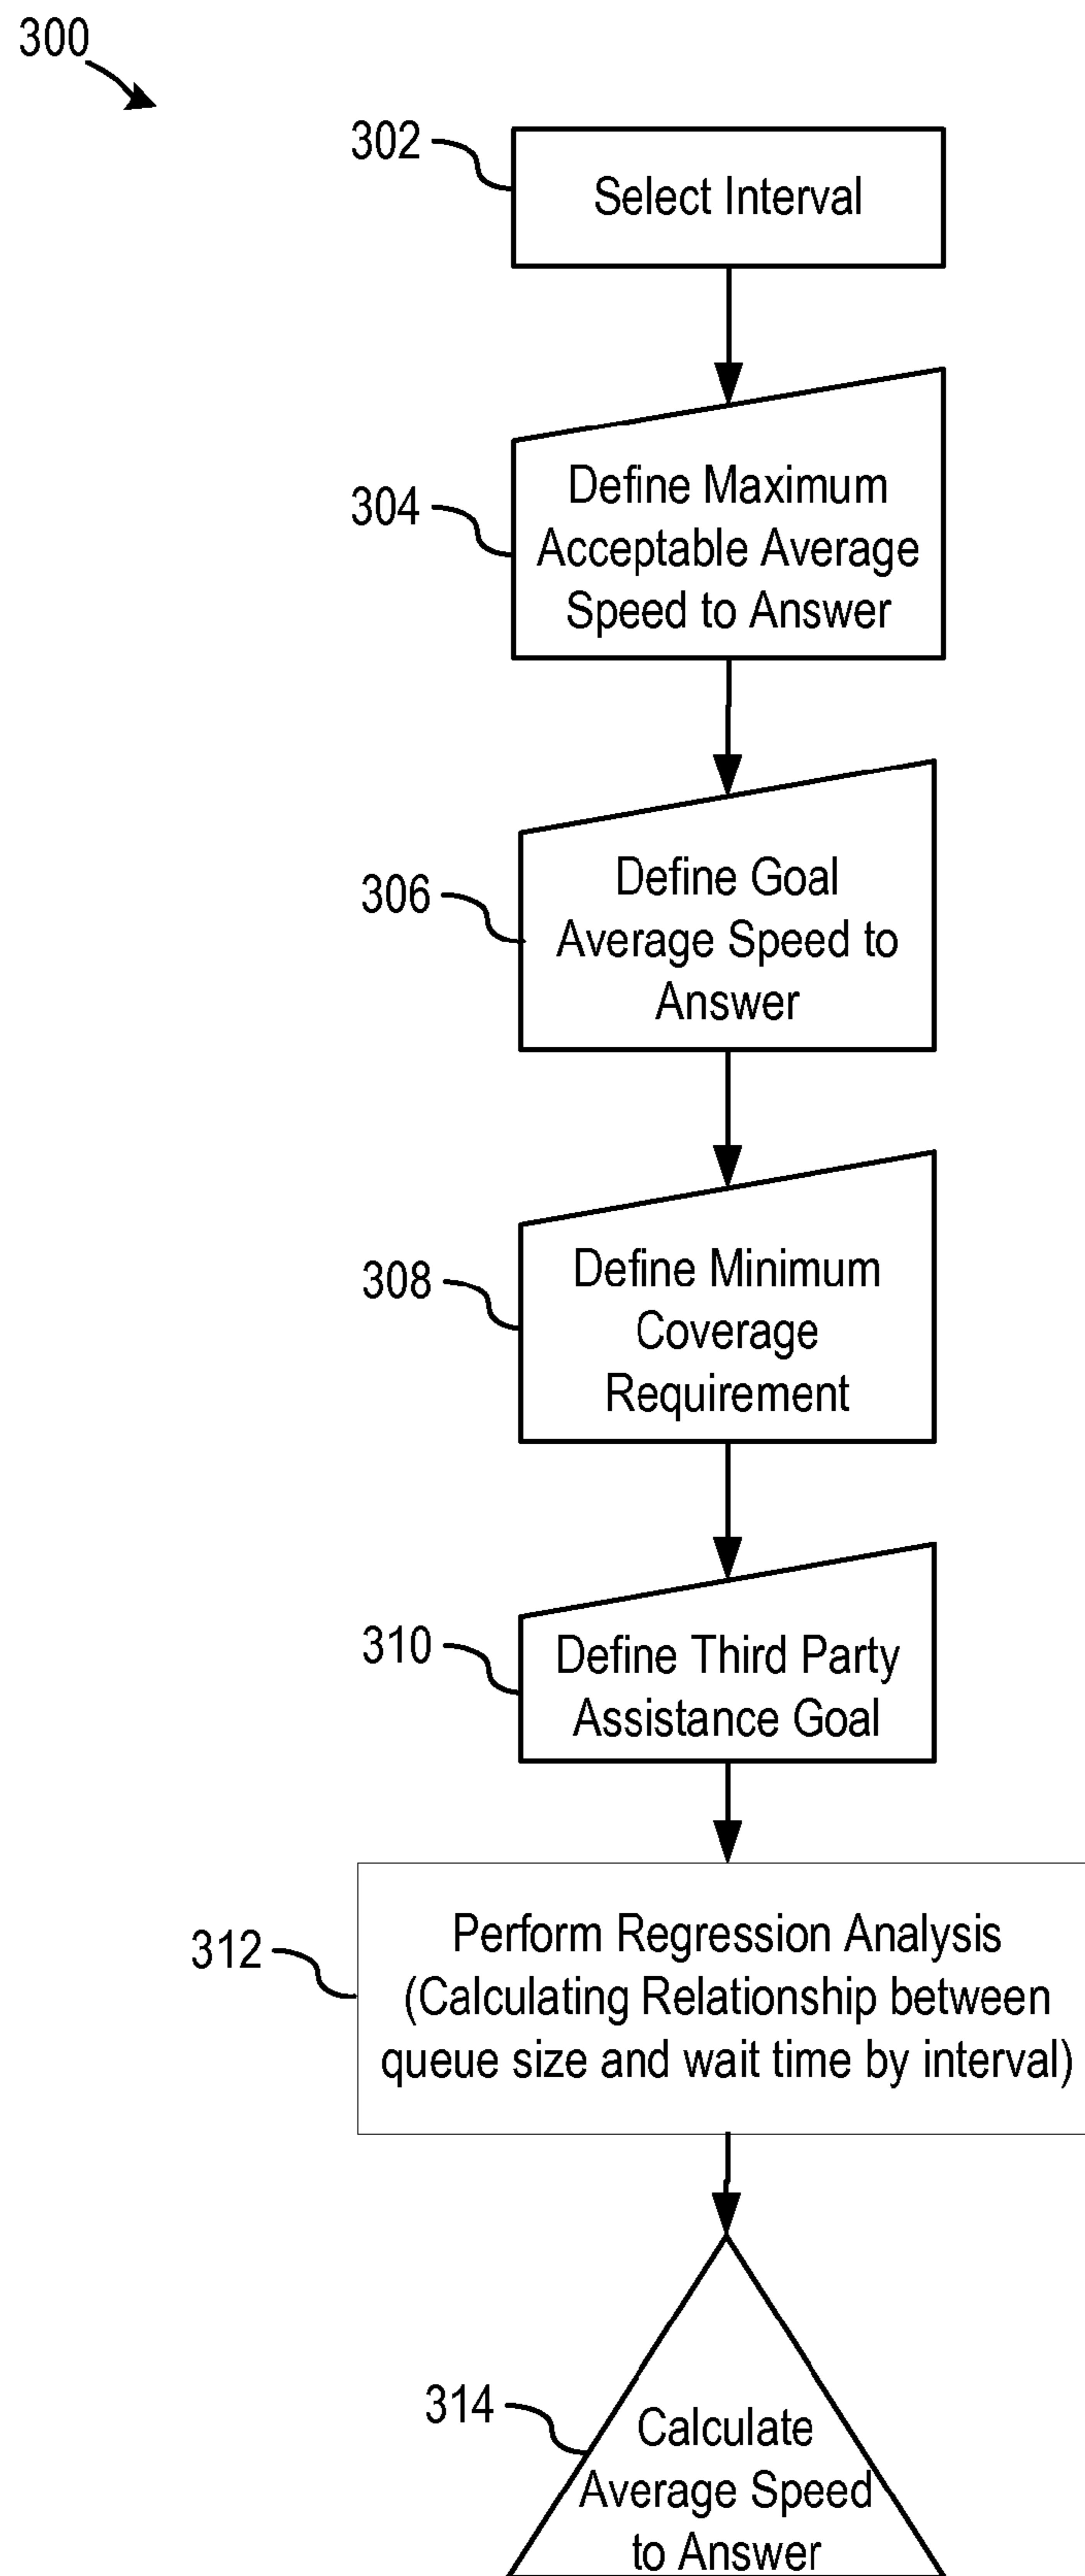 300
302
Select Interval
304
Define Maximum
Acceptable Average
Speed to Answer
306
Define Goal
Average Speed to
Answer
308
Define Minimum
Coverage
Requirement
310
Define Third Party
Assistance Goal
312
Perform Regression Analysis
(Calculating Relationship between
queue size and wait time by interval)
314
Calculate
Average Speed
to Answer